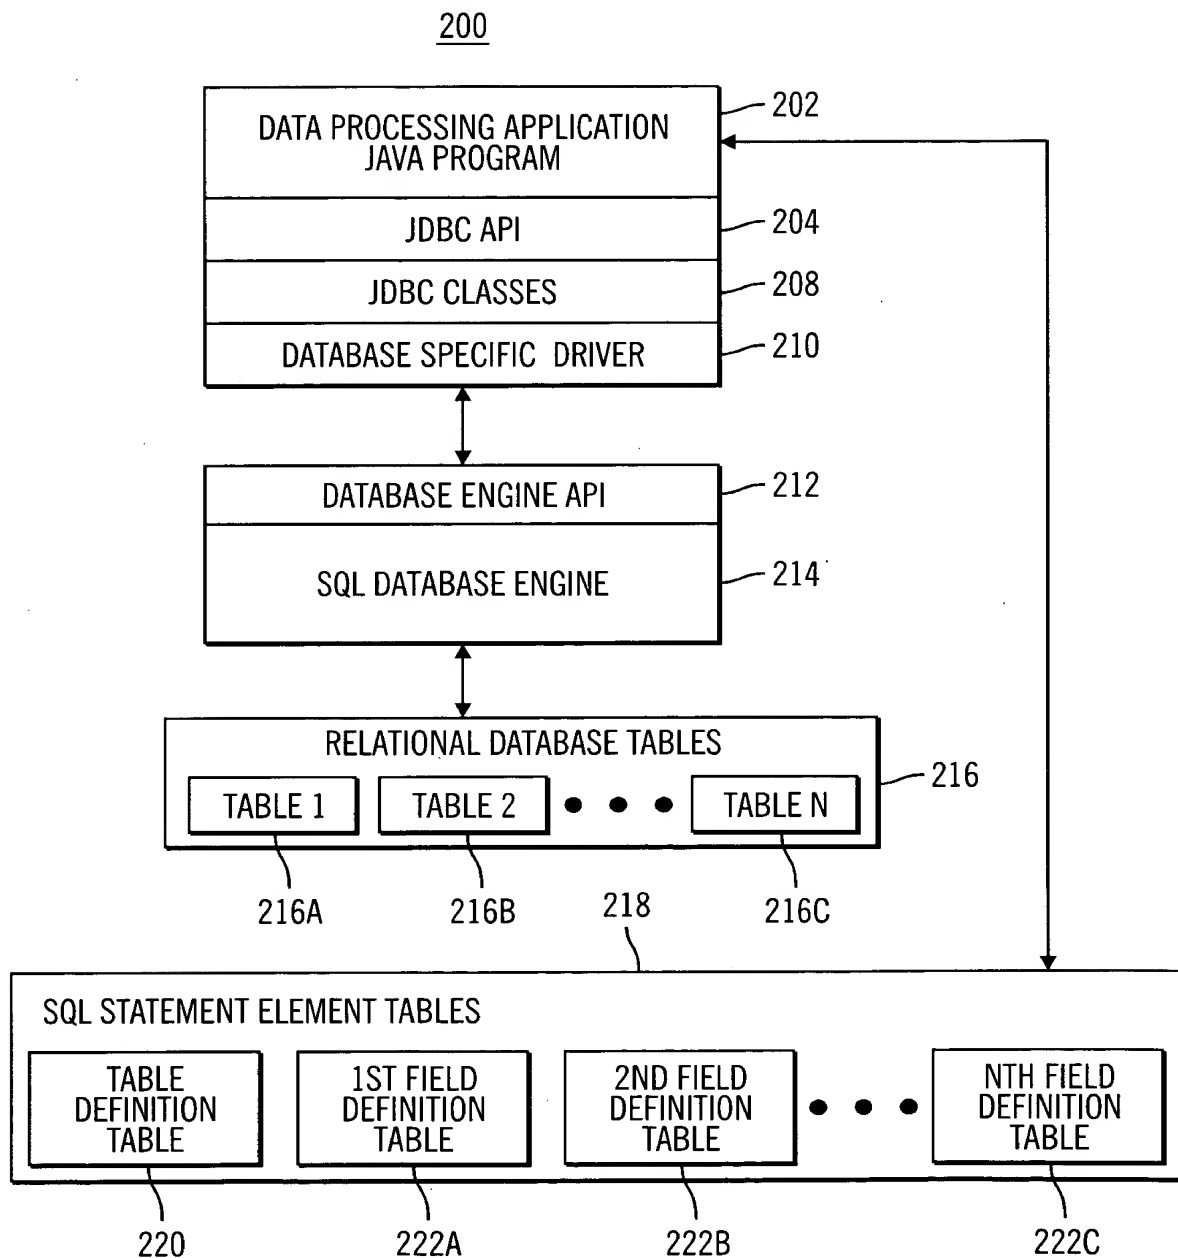 200
DATA PROCESSING APPLICATION
JAVA PROGRAM
202
JDBC API
204
JDBC CLASSES
208
DATABASE SPECIFIC DRIVER
210
DATABASE ENGINE API
212
SQL DATABASE ENGINE
214
RELATIONAL DATABASE TABLES
216
TABLE 1
TABLE 2
TABLE N
216A
216B
218
216C
SQL STATEMENT ELEMENT TABLES
TABLE
DEFINITION
TABLE
1ST FIELD
DEFINITION
TABLE
2ND FIELD
DEFINITION
TABLE
NTH FIELD
DEFINITION
TABLE
220
222A
222B
222C